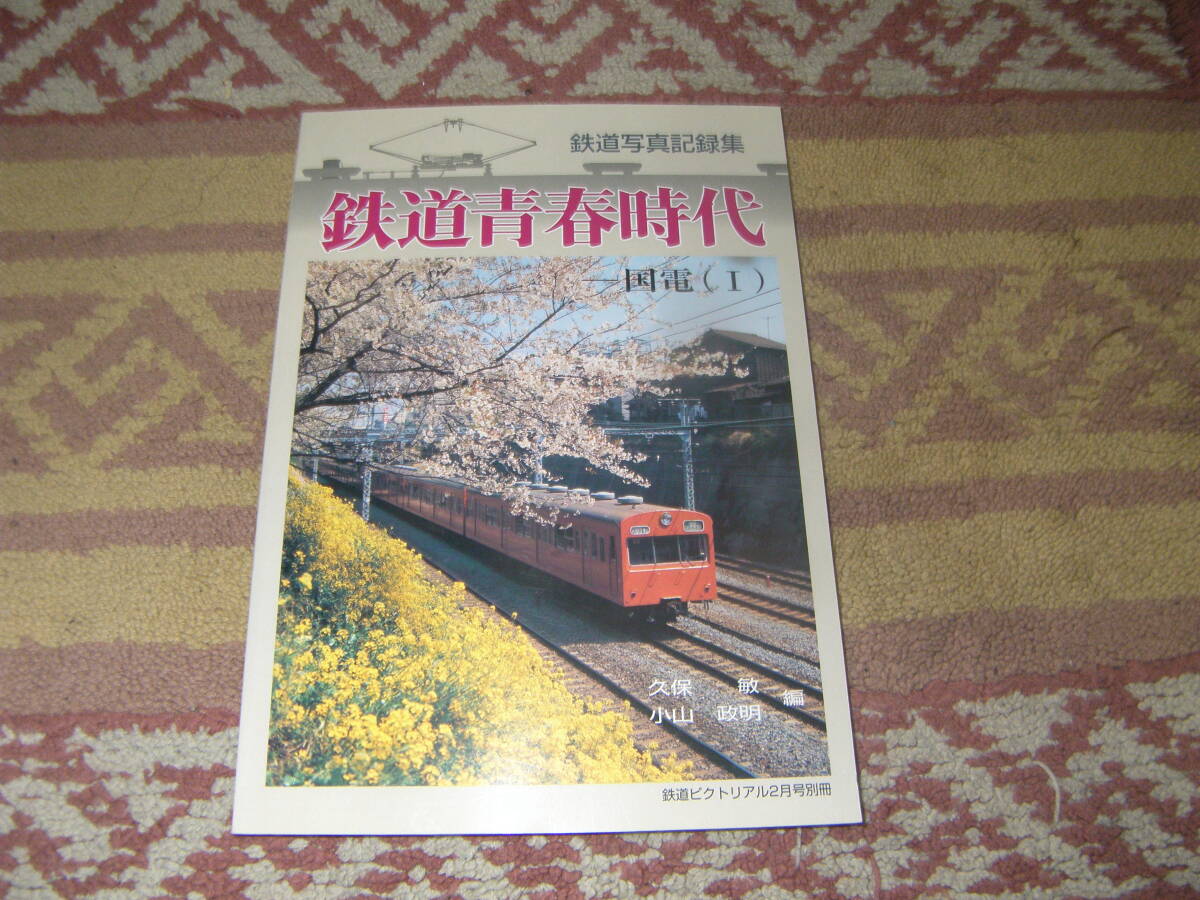 鉄道写真記録集
鉄道青春時代
―国電(Ⅰ)
久保 敏
小山 政明 編
鉄道ピクトリアル2月号別冊